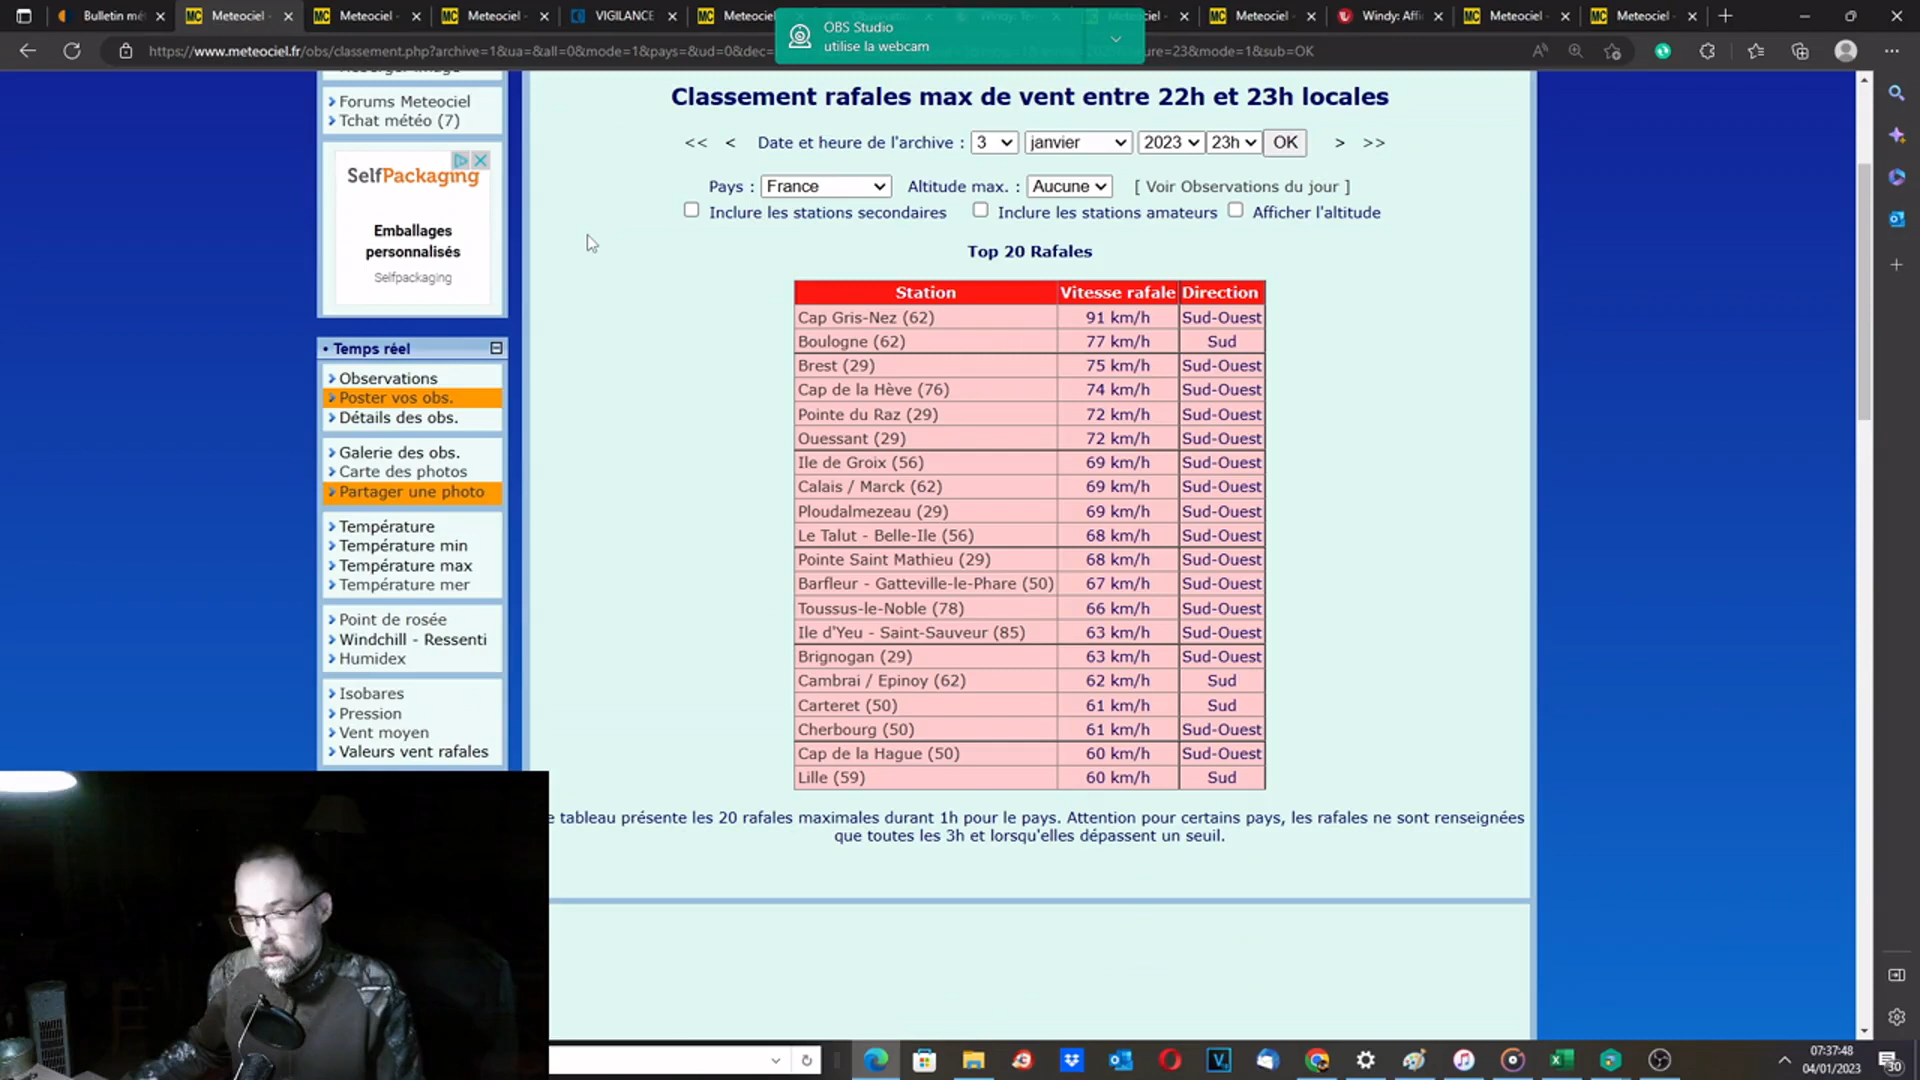 Bulletin mé
Meteociel -
Meteociel -
Meteociel -
VIGILANCE
Meteociel
Meteociel -
Windy: Affi
Meteociel -
Meteociel -
OBS Studio
utilise la webcam
https://www.meteociel.fr/obs/classement.php?archive=1&ua=&all=0&mode=1&pays=&ud=0&dec=
ure=23&mode=1&sub=OK
Forums Meteociel
Tchat météo (7)
SelfPackaging
Emballages
personnalisés
Selfpackaging
• Temps réel
Observations
Poster vos obs.
Détails des obs.
Galerie des obs.
Carte des photos
Partager une photo
Température
Température min
Température max
Température mer
Point de rosée
Windchill - Ressenti
Humidex
Isobares
Pression
Vent moyen
Valeurs vent rafales
Classement rafales max de vent entre 22h et 23h locales
<< < Date et heure de l'archive : 3 janvier 2023 23h OK > >>
Pays : France Altitude max. : Aucune [ Voir Observations du jour ]
Inclure les stations secondaires Inclure les stations amateurs Afficher l'altitude
Top 20 Rafales
Station Vitesse rafale Direction
Cap Gris-Nez (62) 91 km/h Sud-Ouest
Boulogne (62) 77 km/h Sud
Brest (29) 75 km/h Sud-Ouest
Cap de la Hève (76) 74 km/h Sud-Ouest
Pointe du Raz (29) 72 km/h Sud-Ouest
Ouessant (29) 72 km/h Sud-Ouest
Ile de Groix (56) 69 km/h Sud-Ouest
Calais / Marck (62) 69 km/h Sud-Ouest
Ploudalmezeau (29) 69 km/h Sud-Ouest
Le Talut - Belle-Ile (56) 68 km/h Sud-Ouest
Pointe Saint Mathieu (29) 68 km/h Sud-Ouest
Barfleur - Gatteville-le-Phare (50) 67 km/h Sud-Ouest
Toussus-le-Noble (78) 66 km/h Sud-Ouest
Ile d'Yeu - Saint-Sauveur (85) 63 km/h Sud-Ouest
Brignogan (29) 63 km/h Sud-Ouest
Cambrai / Epinoy (62) 62 km/h Sud
Carteret (50) 61 km/h Sud
Cherbourg (50) 61 km/h Sud-Ouest
Cap de la Hague (50) 60 km/h Sud-Ouest
Lille (59) 60 km/h Sud
e tableau présente les 20 rafales maximales durant 1h pour le pays. Attention pour certains pays, les rafales ne sont renseignées
que toutes les 3h et lorsqu'elles dépassent un seuil.
07:37:48
04/01/2023
30